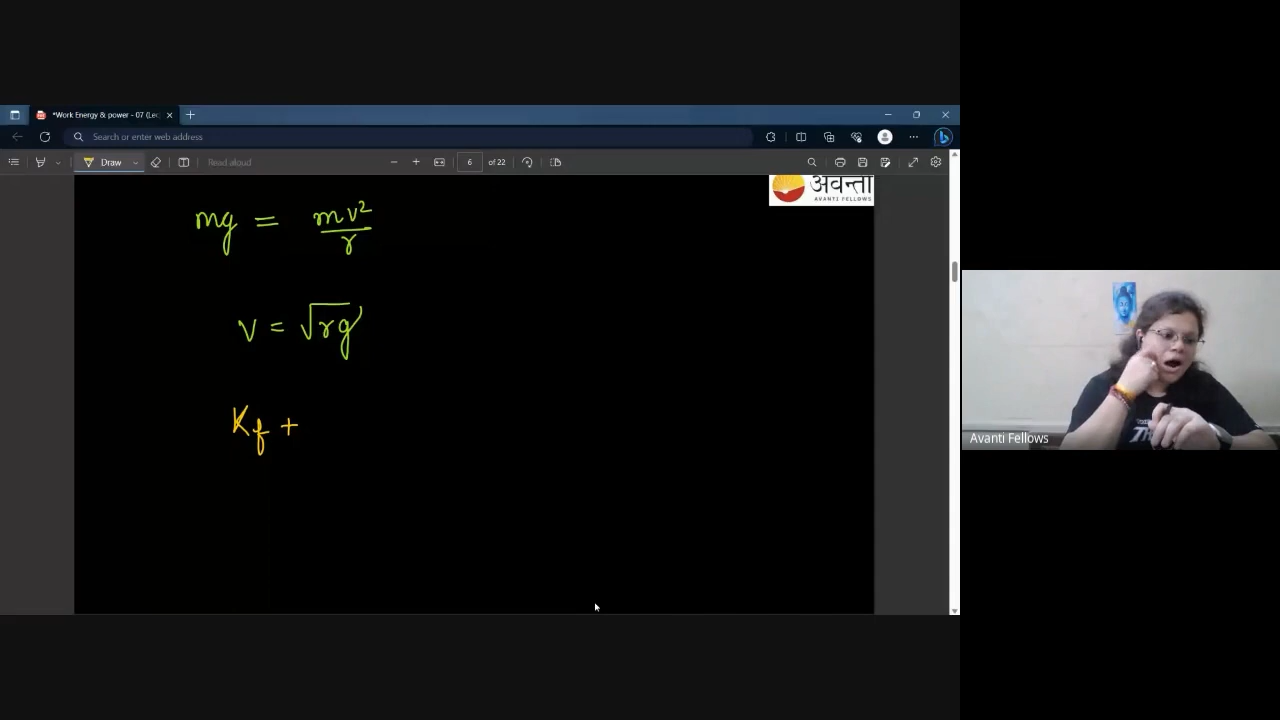 *Work Energy & power - 07 (Lec
Search or enter web address
Draw
Read aloud
6 of 22
अवन्ती
AVANTI FELLOWS
mg = mv²/r
v = √rg
Kf +
Avanti Fellows